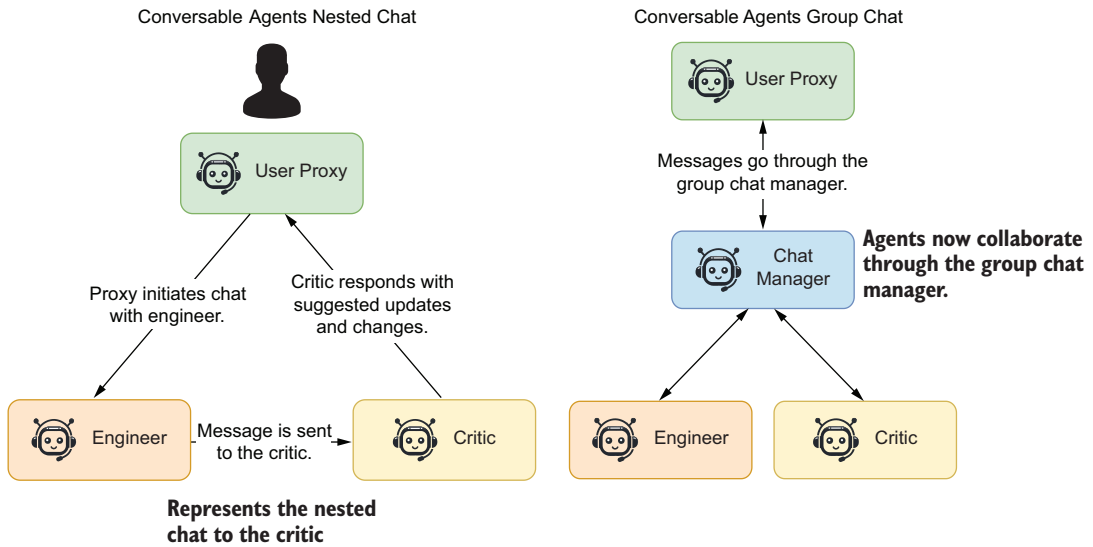 Conversable Agents Nested Chat
User Proxy
Proxy initiates chat
with engineer.
Critic responds with
suggested updates
and changes.
Engineer
Message is sent
to the critic.
Critic
Represents the nested
chat to the critic
Conversable Agents Group Chat
User Proxy
Messages go through the
group chat manager.
Chat
Manager
Agents now collaborate
through the group chat
manager.
Engineer
Critic